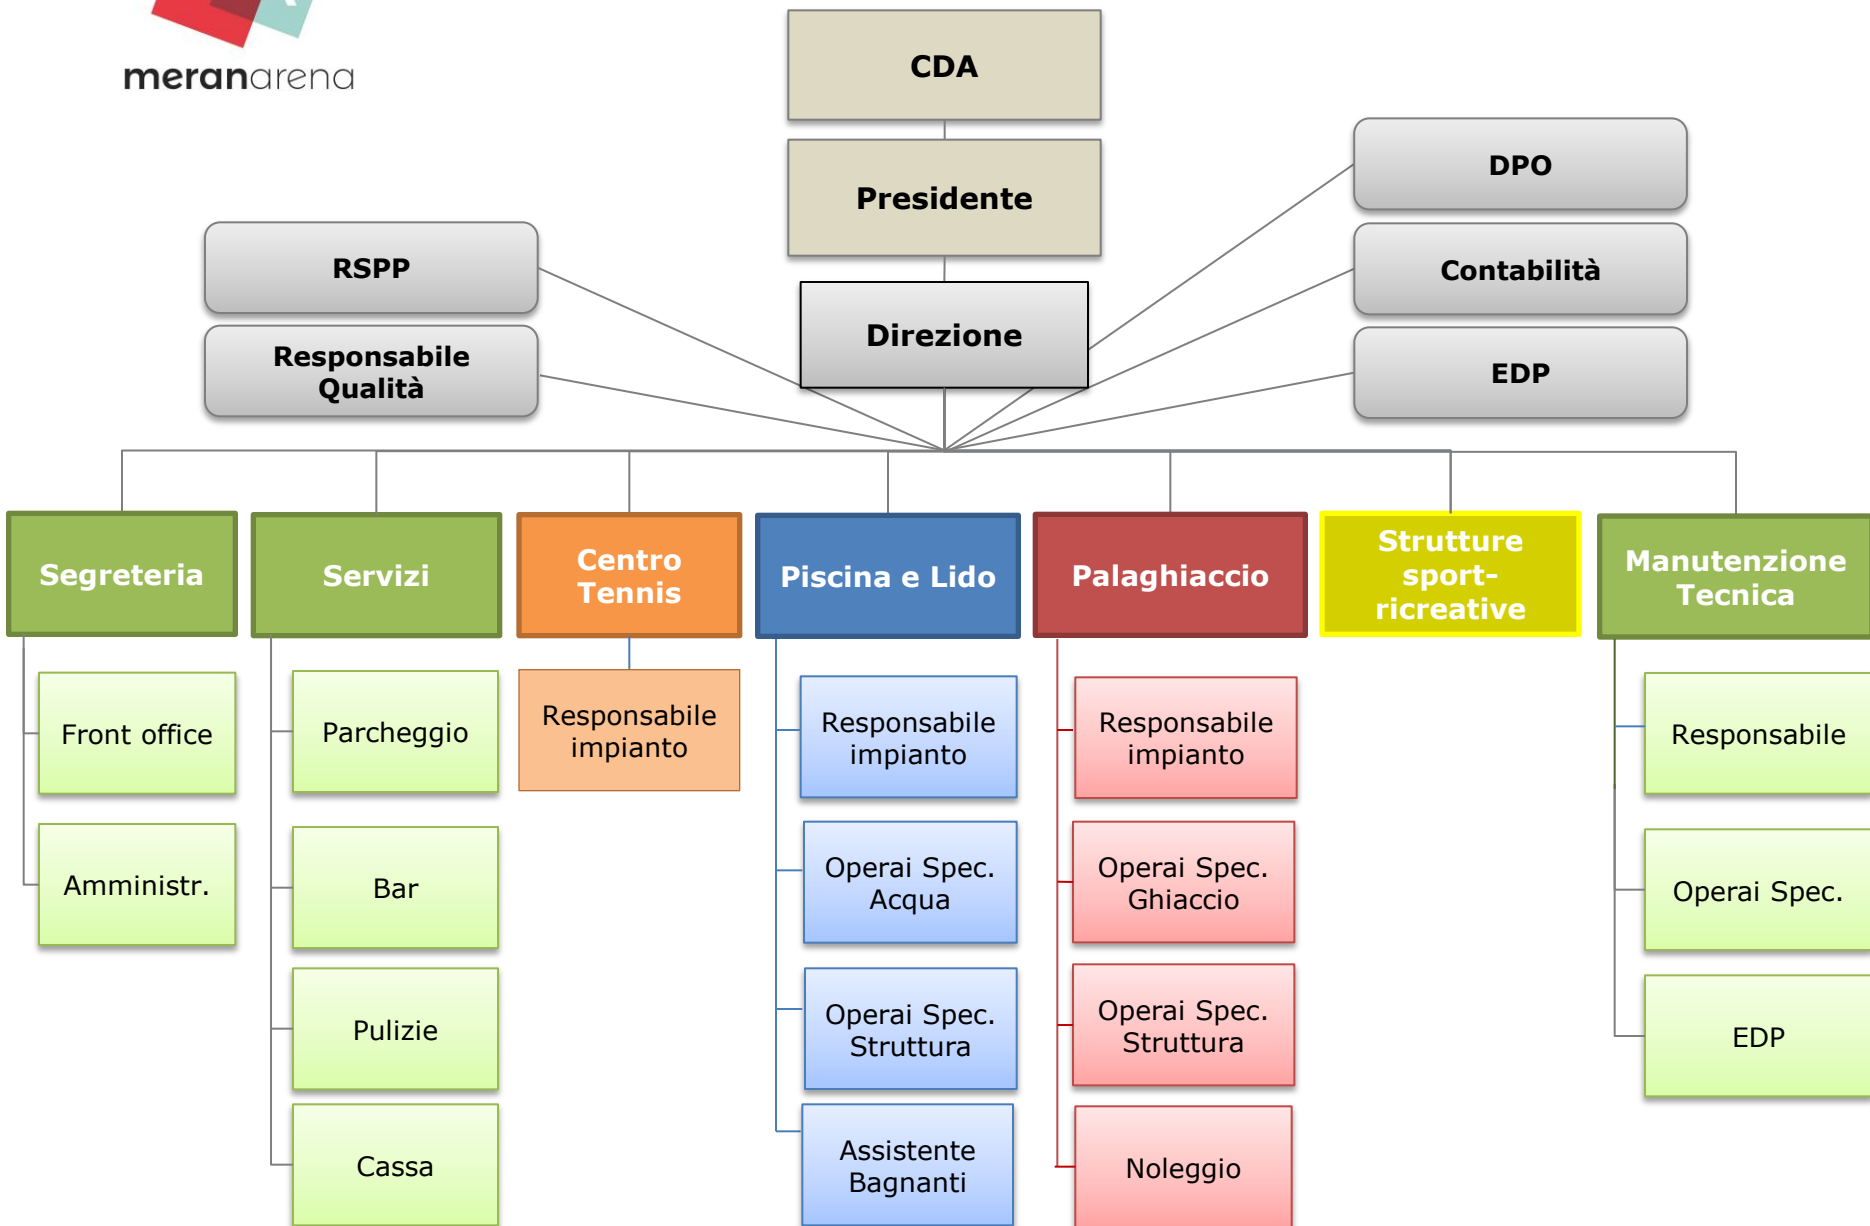 meranarena
CDA
Presidente
DPO
RSPP
Contabilità
Direzione
Responsabile
Qualità
EDP
Segreteria
Servizi
Centro
Tennis
Piscina e Lido
Palaghiaccio
Strutture
sport-
ricreative
Manutenzione
Tecnica
Front office
Amministr.
Parcheggio
Bar
Pulizie
Cassa
Responsabile
impianto
Responsabile
impianto
Operai Spec.
Acqua
Operai Spec.
Struttura
Assistente
Bagnanti
Responsabile
impianto
Operai Spec.
Ghiaccio
Operai Spec.
Struttura
Noleggio
Responsabile
Operai Spec.
EDP